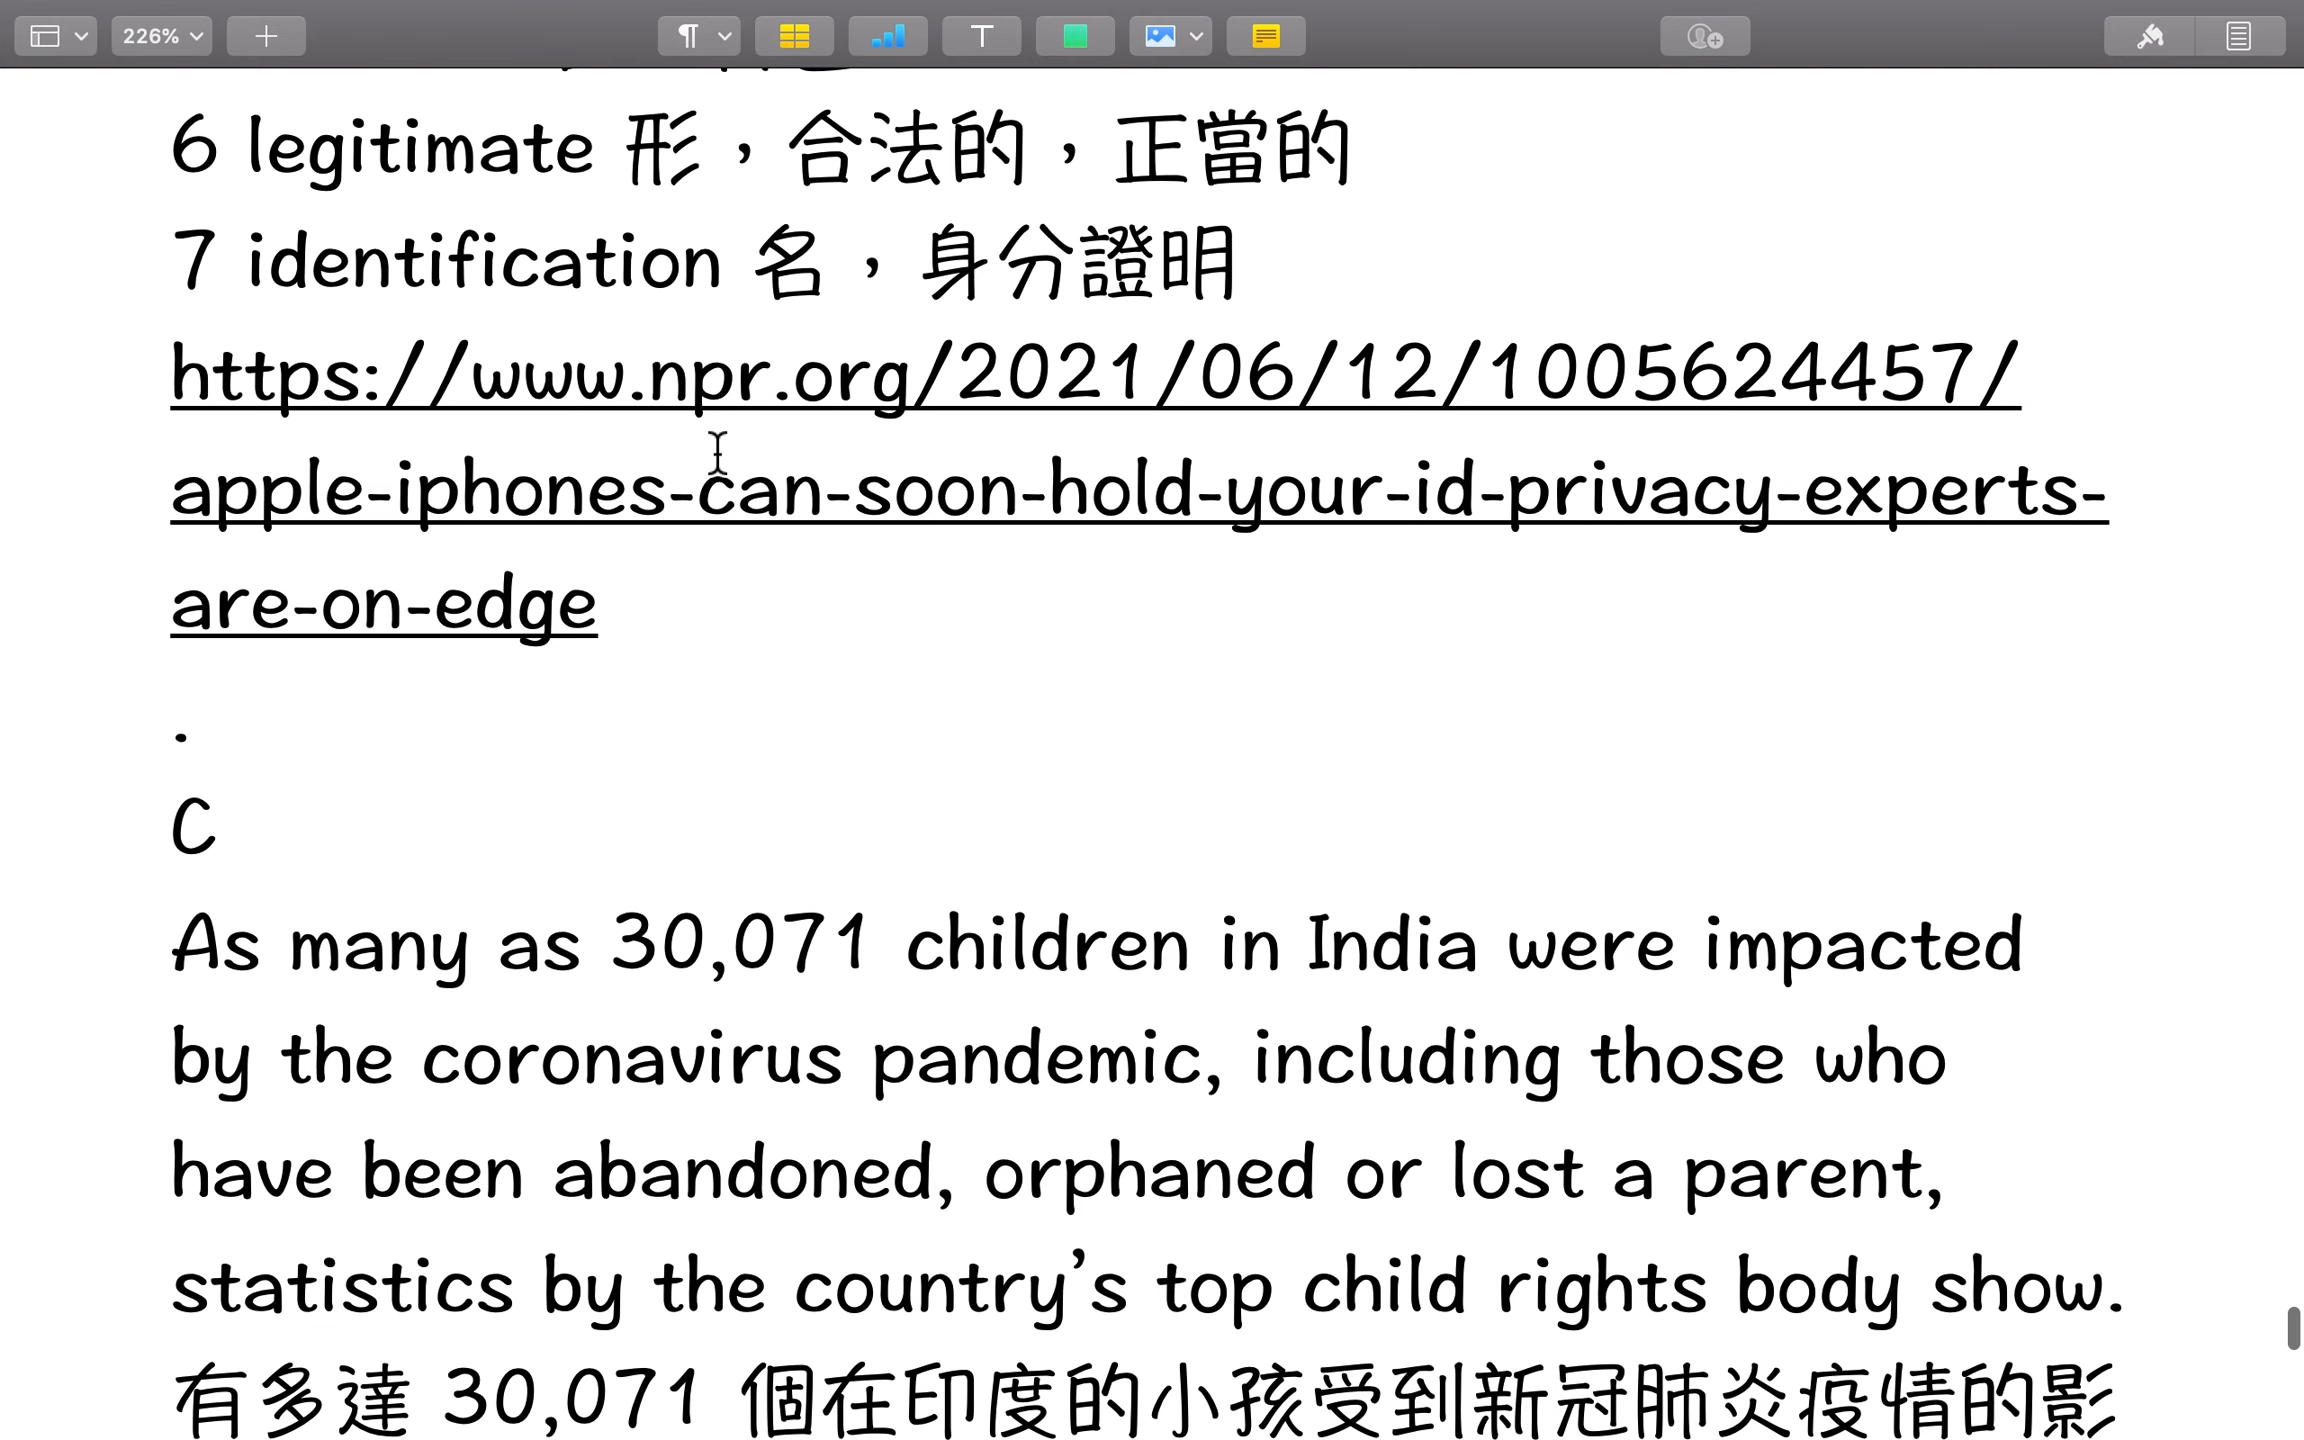 226%
6 legitimate 形，合法的，正當的
7 identification 名，身分證明
https://www.npr.org/2021/06/12/1005624457/
apple-iphones-can-soon-hold-your-id-privacy-experts-
are-on-edge
.
C
As many as 30,071 children in India were impacted
by the coronavirus pandemic, including those who
have been abandoned, orphaned or lost a parent,
statistics by the country’s top child rights body show.
有多達 30,071 個在印度的小孩受到新冠肺炎疫情的影